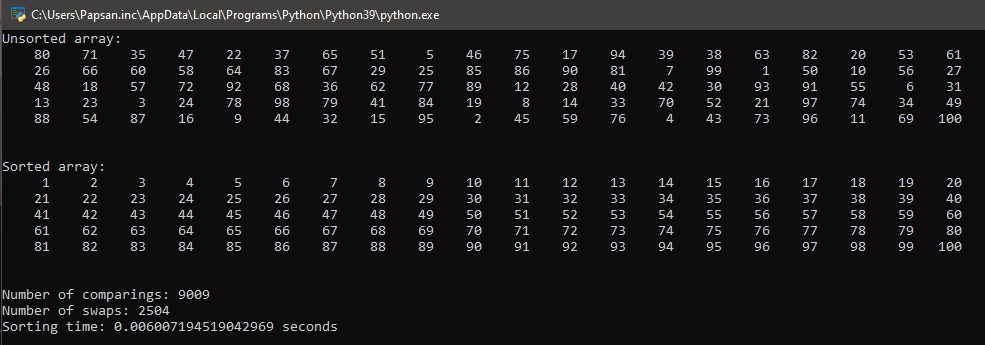 C:\Users\Papsan.inc\AppData\Local\Programs\Python\Python39\python.exe
Unsorted array:
80 71 35 47 22 37 65 51 5 46 75 17 94 39 38 63 82 20 53 61
26 66 60 58 64 83 67 29 25 85 86 90 81 7 99 1 50 10 56 27
48 18 57 72 92 68 36 62 77 89 12 28 40 42 30 93 91 55 6 31
13 23 3 24 78 98 79 41 84 19 8 14 33 70 52 21 97 74 34 49
88 54 87 16 9 44 32 15 95 2 45 59 76 4 43 73 96 11 69 100
Sorted array:
1 2 3 4 5 6 7 8 9 10 11 12 13 14 15 16 17 18 19 20
21 22 23 24 25 26 27 28 29 30 31 32 33 34 35 36 37 38 39 40
41 42 43 44 45 46 47 48 49 50 51 52 53 54 55 56 57 58 59 60
61 62 63 64 65 66 67 68 69 70 71 72 73 74 75 76 77 78 79 80
81 82 83 84 85 86 87 88 89 90 91 92 93 94 95 96 97 98 99 100
Number of comparings: 9009
Number of swaps: 2504
Sorting time: 0.006007194519042969 seconds